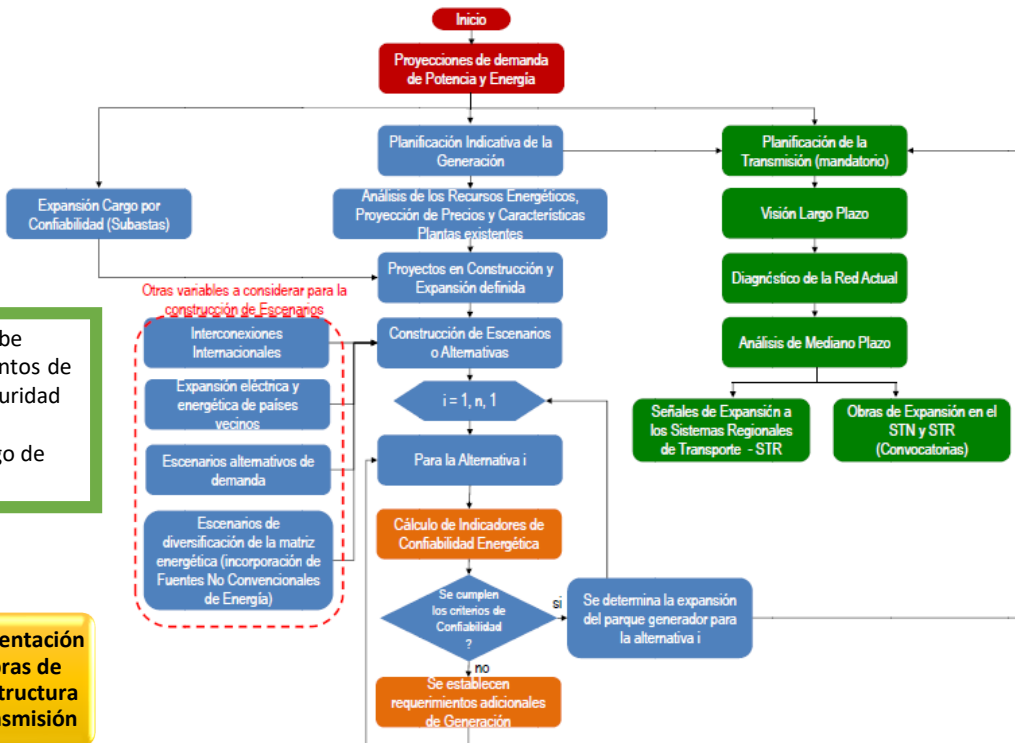 Inicio
Proyecciones de demanda
de Potencia y Energía
Planificación Indicativa de la
Generación
Planificación de la
Transmisión (mandatorio)
Expansión Cargo por
Confiabilidad (Subastas)
Análisis de los Recursos Energéticos,
Proyección de Precios y Características
Plantas existentes
Visión Largo Plazo
Proyectos en Construcción y
Expansión definida
Diagnóstico de la Red Actual
Otras variables a considerar para la
construcción de Escenarios
Interconexiones
Internacionales
Construcción de Escenarios
o Alternativas
Análisis de Mediano Plazo
Expansión eléctrica y
energética de países
vecinos
i = 1, n, 1
Señales de Expansión a
los Sistemas Regionales
de Transporte - STR
Obras de Expansión en el
STN y STR
(Convocatorias)
Escenarios alternativos de
demanda
Para la Alternativa i
Escenarios de
diversificación de la matriz
energética (incorporación de
Fuentes No Convencionales
de Energía)
Cálculo de Indicadores de
Confiabilidad Energética
Se cumplen
los criterios de
Confiabilidad
?
si
Se determina la expansión
del parque generador para
la alternativa i
no
Se establecen
requerimientos adicionales
de Generación
be
ntos de
uridad
go de
entación
ras de
structura
nsmisión